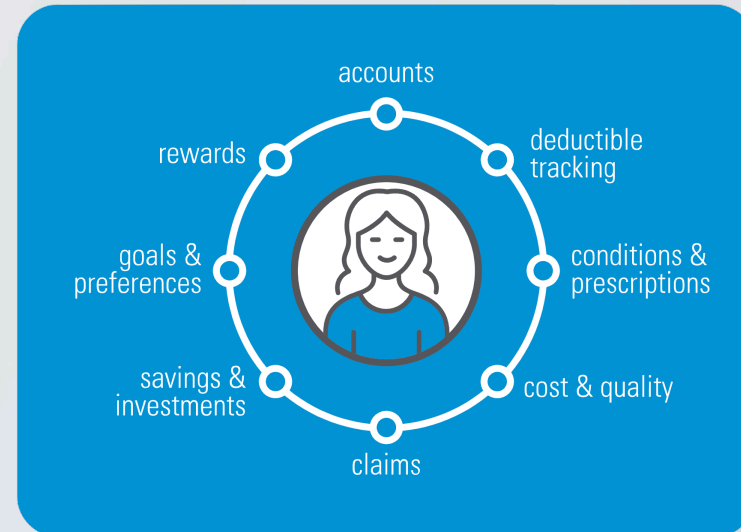 accounts
deductible
tracking
conditions &
prescriptions
cost & quality
claims
savings &
investments
goals &
preferences
rewards